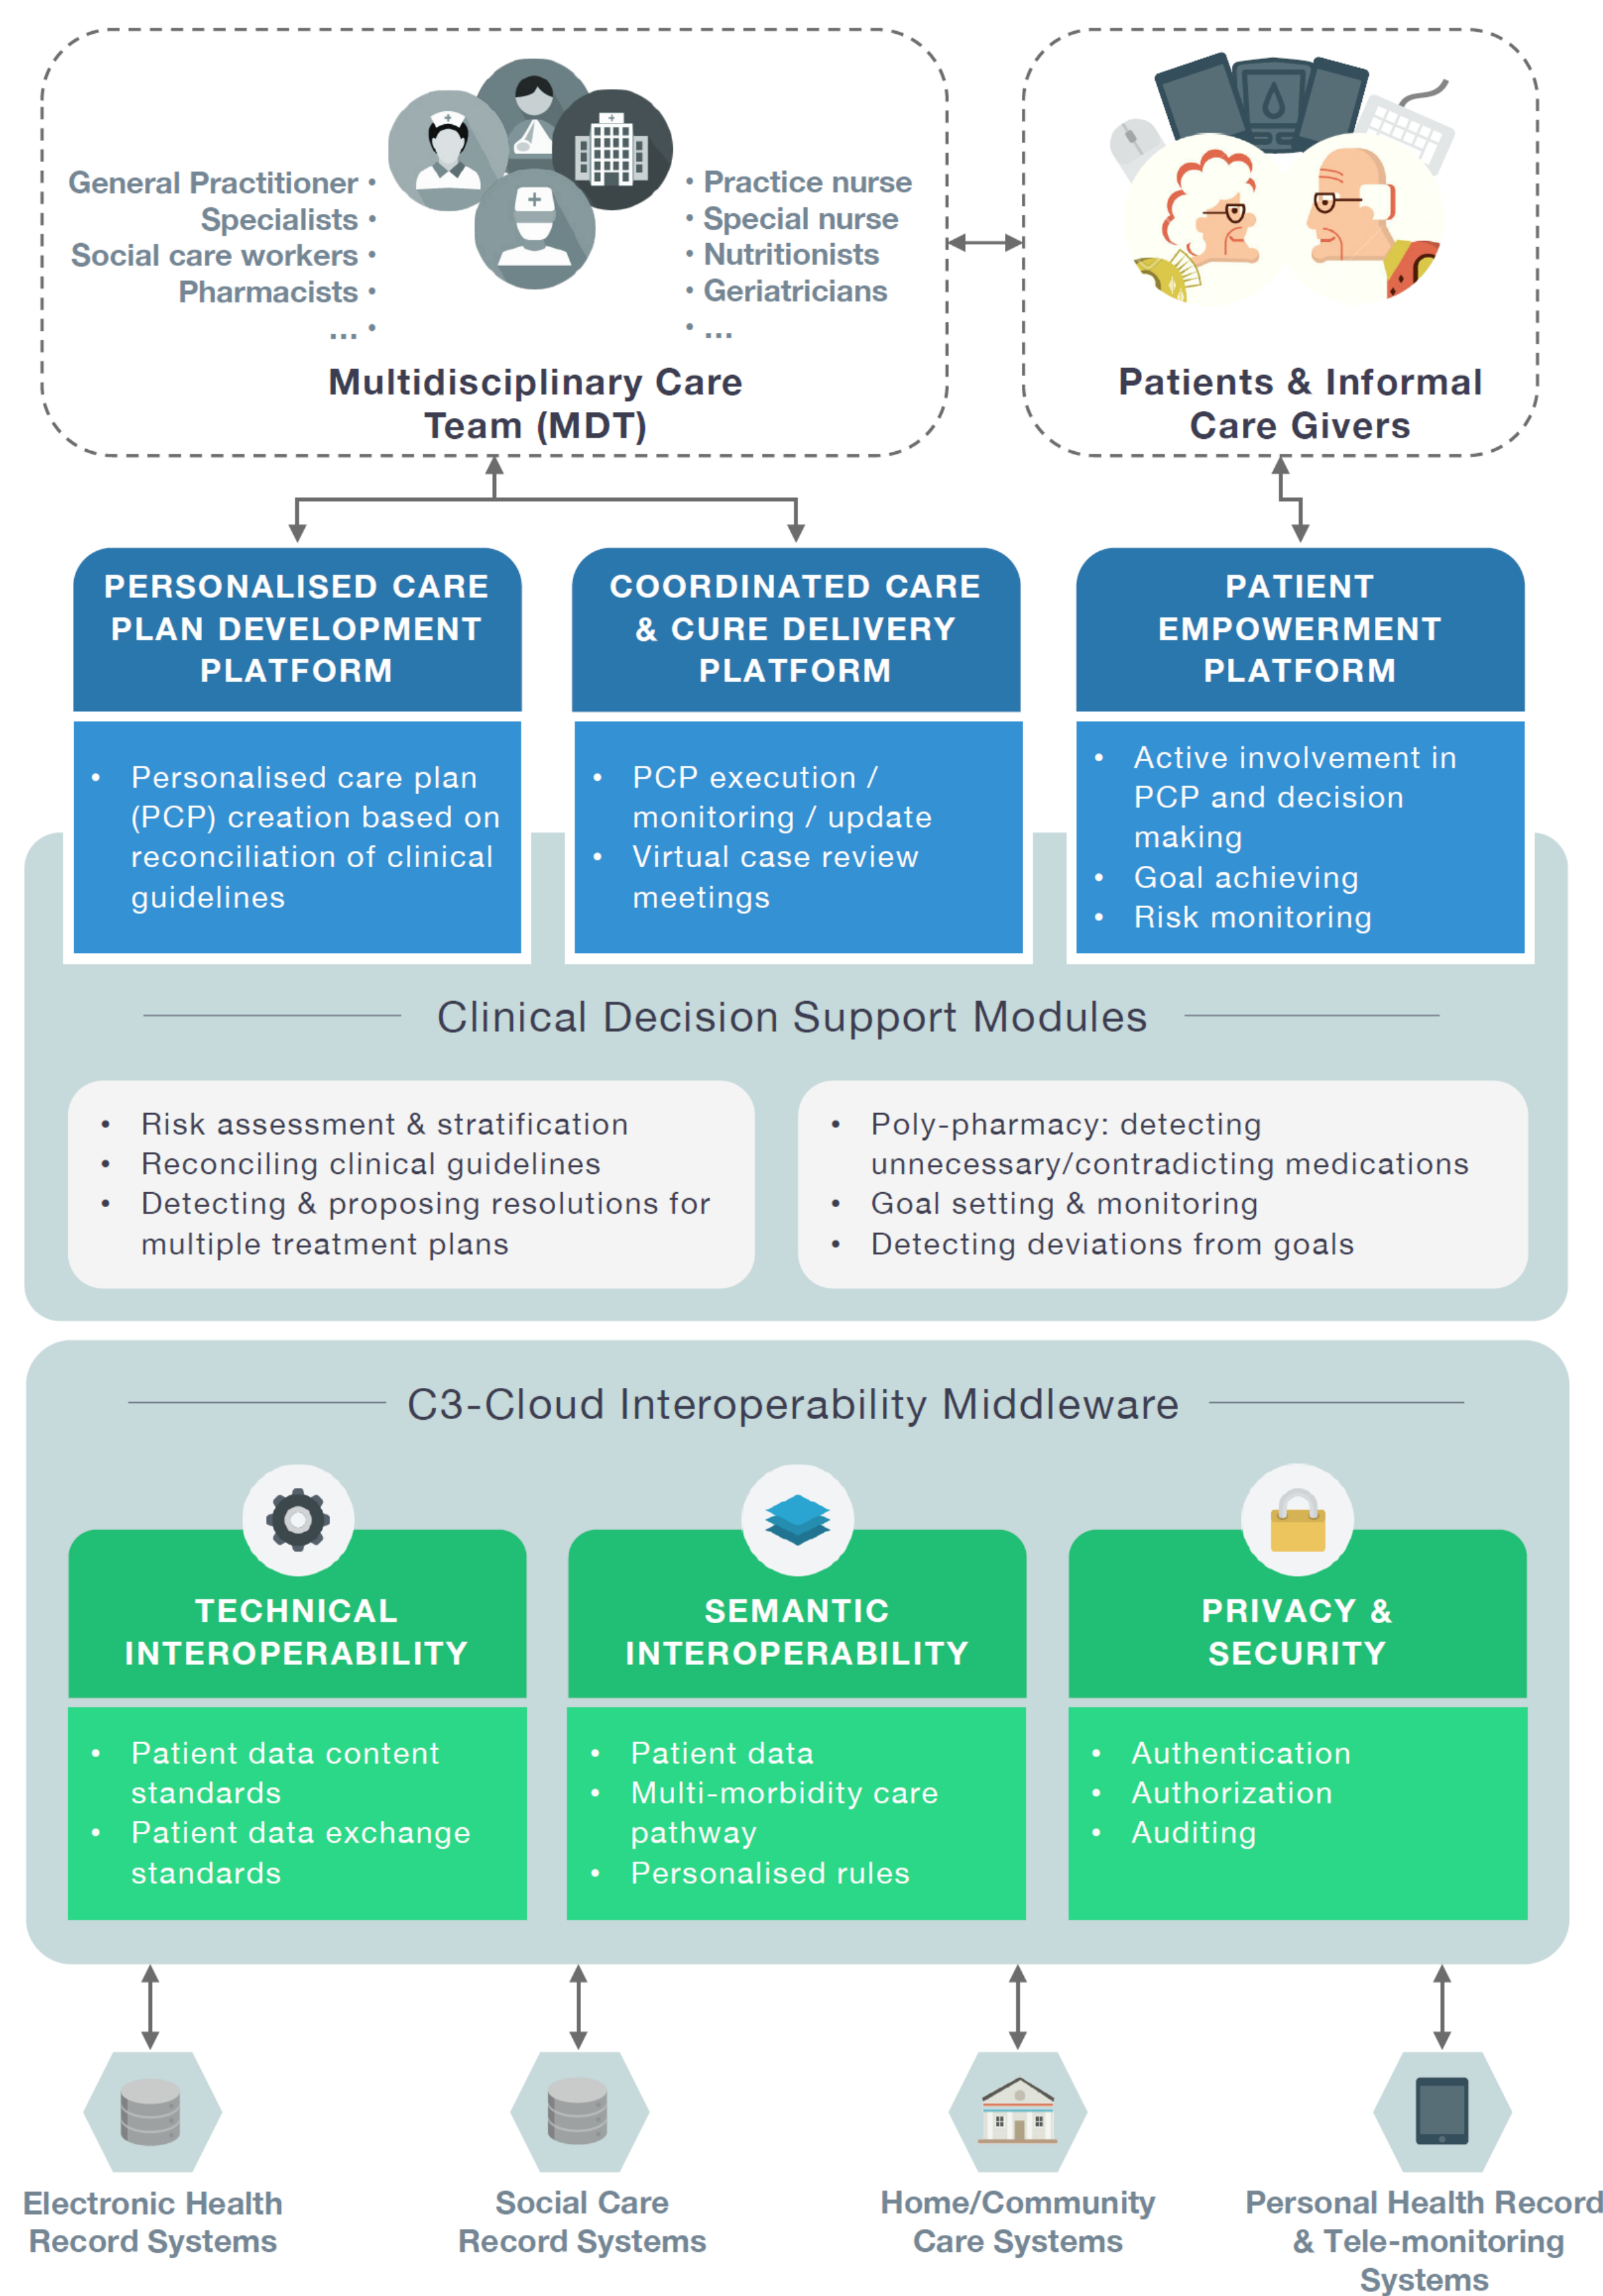 General Practitioner •
Specialists •
Social care workers •
Pharmacists •
... •
• Practice nurse
• Special nurse
• Nutritionists
• Geriatricians
• ...
Multidisciplinary Care
Team (MDT)
Patients & Informal
Care Givers
PERSONALISED CARE
PLAN DEVELOPMENT
PLATFORM
• Personalised care plan
(PCP) creation based on
reconciliation of clinical
guidelines
COORDINATED CARE
& CURE DELIVERY
PLATFORM
• PCP execution /
monitoring / update
• Virtual case review
meetings
PATIENT
EMPOWERMENT
PLATFORM
• Active involvement in
PCP and decision
making
• Goal achieving
• Risk monitoring
Clinical Decision Support Modules
• Risk assessment & stratification
• Reconciling clinical guidelines
• Detecting & proposing resolutions for
multiple treatment plans
• Poly-pharmacy: detecting
unnecessary/contradicting medications
• Goal setting & monitoring
• Detecting deviations from goals
C3-Cloud Interoperability Middleware
TECHNICAL
INTEROPERABILITY
• Patient data content
standards
• Patient data exchange
standards
SEMANTIC
INTEROPERABILITY
• Patient data
• Multi-morbidity care
pathway
• Personalised rules
PRIVACY &
SECURITY
• Authentication
• Authorization
• Auditing
Electronic Health
Record Systems
Social Care
Record Systems
Home/Community
Care Systems
Personal Health Record
& Tele-monitoring
Systems